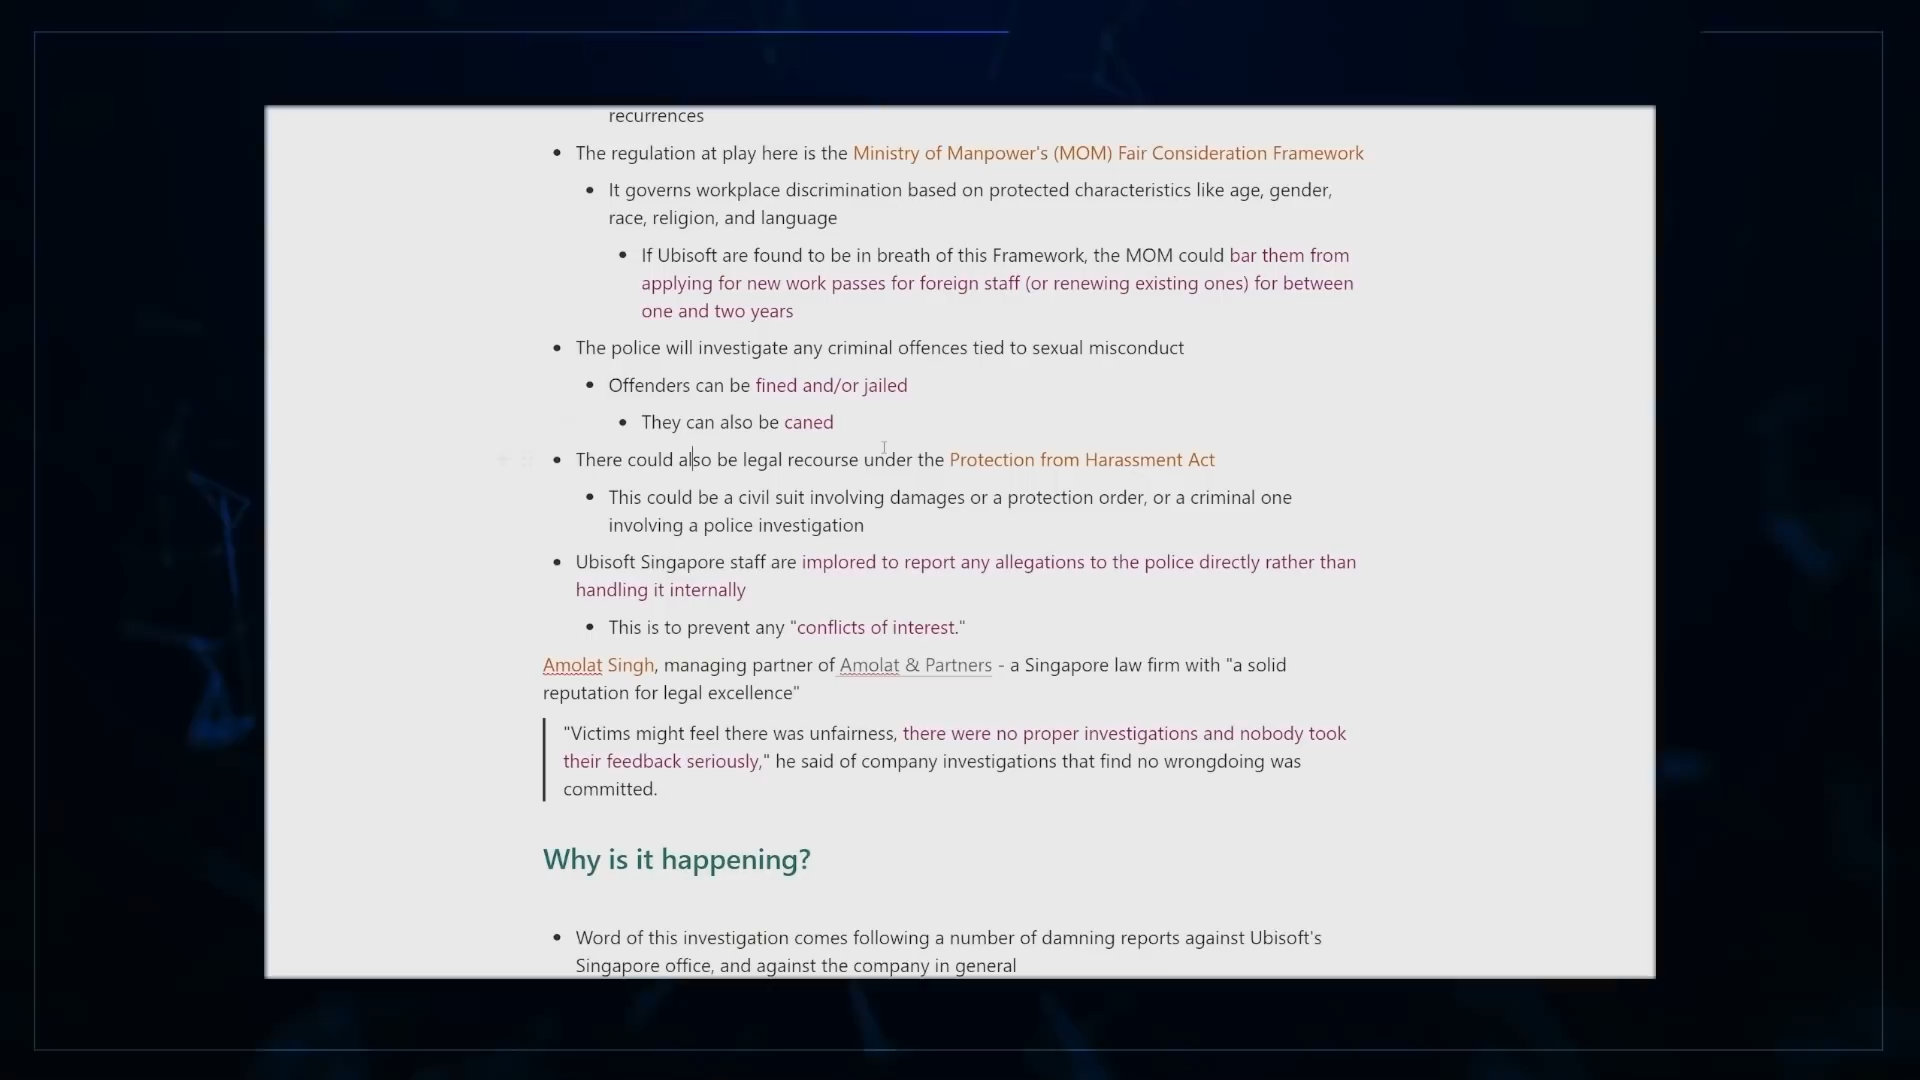 recurrences
The regulation at play here is the Ministry of Manpower's (MOM) Fair Consideration Framework
It governs workplace discrimination based on protected characteristics like age, gender,
race, religion, and language
If Ubisoft are found to be in breath of this Framework, the MOM could bar them from
applying for new work passes for foreign staff (or renewing existing ones) for between
one and two years
The police will investigate any criminal offences tied to sexual misconduct
Offenders can be fined and/or jailed
They can also be caned
There could also be legal recourse under the Protection from Harassment Act
This could be a civil suit involving damages or a protection order, or a criminal one
involving a police investigation
Ubisoft Singapore staff are implored to report any allegations to the police directly rather than
handling it internally
This is to prevent any "conflicts of interest."
Amolat Singh, managing partner of Amolat & Partners - a Singapore law firm with "a solid
reputation for legal excellence"
"Victims might feel there was unfairness, there were no proper investigations and nobody took
their feedback seriously," he said of company investigations that find no wrongdoing was
committed.
Why is it happening?
Word of this investigation comes following a number of damning reports against Ubisoft's
Singapore office, and against the company in general